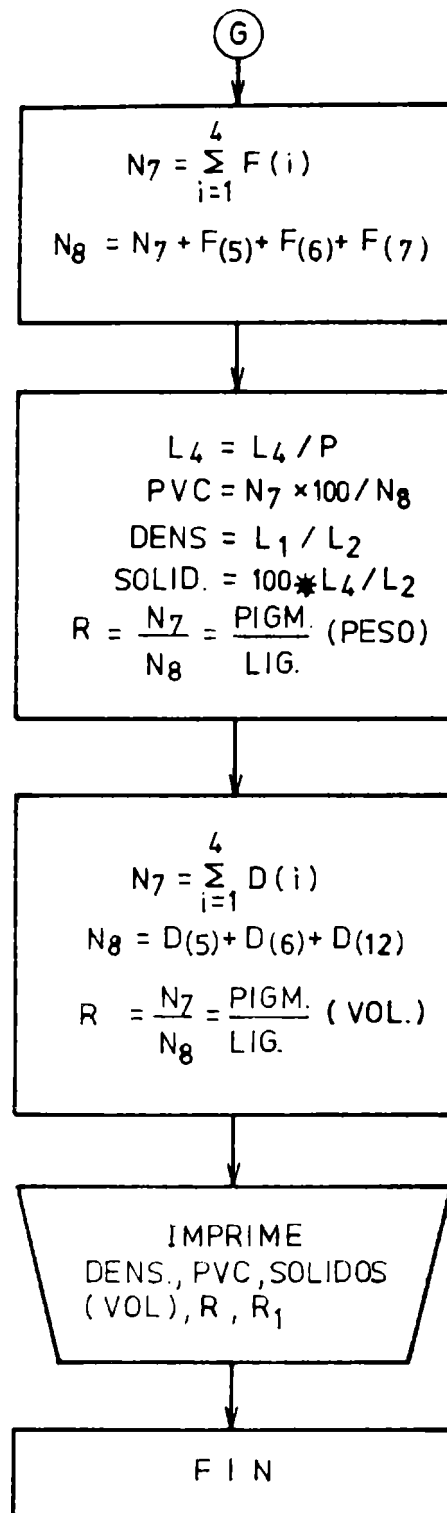 G
N7 = 4∑i=1 F(i)
N8 = N7 + F(5) + F(6) + F(7)
L4 = L4 / P
PVC = N7 × 100 / N8
DENS = L1 / L2
SOLID. = 100 * L4 / L2
R = N7/N8 = PIGM./LIG. (PESO)
N7 = 4∑i=1 D(i)
N8 = D(5) + D(6) + D(12)
R = N7/N8 = PIGM./LIG. (VOL.)
IMPRIME
DENS., PVC, SOLIDOS
(VOL), R, R1
FIN